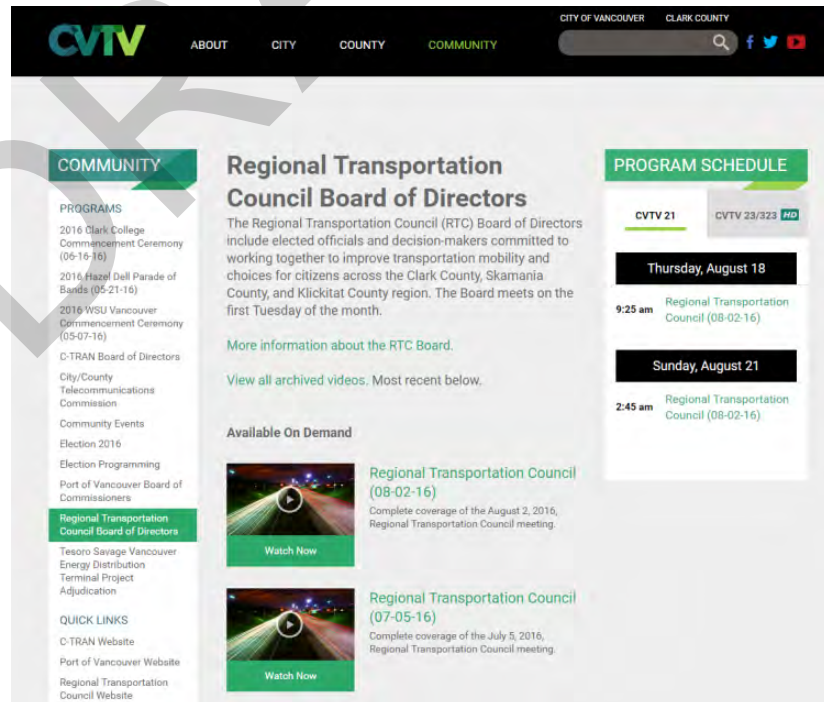 CITY OF VANCOUVER CLARK COUNTY
CVTV
ABOUT CITY COUNTY COMMUNITY
COMMUNITY
PROGRAMS
2016 Clark College
Commencement Ceremony
(06-16-16)
2016 Hazel Dell Parade of
Bands (05-21-16)
2016 WSU Vancouver
Commencement Ceremony
(05-07-16)
C-TRAN Board of Directors
City/County
Telecommunications
Commission
Community Events
Election 2016
Election Programming
Port of Vancouver Board of
Commissioners
Regional Transportation
Council Board of Directors
Tesoro Savage Vancouver
Energy Distribution
Terminal Project
Adjudication
QUICK LINKS
C-TRAN Website
Port of Vancouver Website
Regional Transportation
Council Website
Regional Transportation
Council Board of Directors
The Regional Transportation Council (RTC) Board of Directors
include elected officials and decision-makers committed to
working together to improve transportation mobility and
choices for citizens across the Clark County, Skamania
County, and Klickitat County region. The Board meets on the
first Tuesday of the month.
More information about the RTC Board.
View all archived videos. Most recent below.
Available On Demand
Watch Now
Regional Transportation Council
(08-02-16)
Complete coverage of the August 2, 2016,
Regional Transportation Council meeting.
Watch Now
Regional Transportation Council
(07-05-16)
Complete coverage of the July 5, 2016,
Regional Transportation Council meeting.
PROGRAM SCHEDULE
CVTV 21 CVTV 23/323 HD
Thursday, August 18
9:25 am Regional Transportation
Council (08-02-16)
Sunday, August 21
2:45 am Regional Transportation
Council (08-02-16)